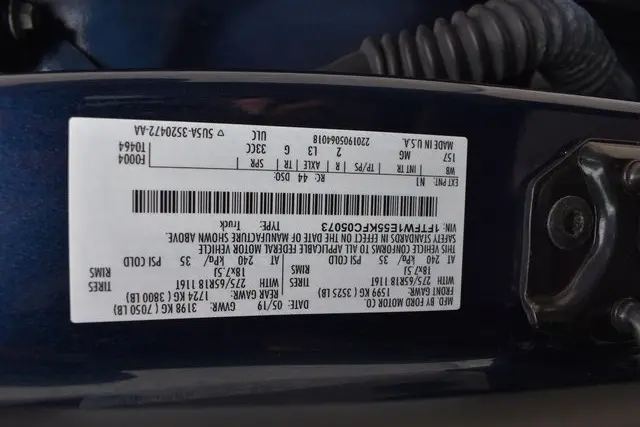 MFD. BY FORD MOTOR CO.
DATE: 05/19 GVWR: 3198 KG ( 7050 LB)
FRONT GAWR: 1599 KG ( 3525 LB) REAR GAWR: 1724 KG ( 3800 LB)
WITH 275/65R18 116T TIRES WITH 275/65R18 116T TIRES
18x7.5J RIMS 18x7.5J RIMS
AT 240 kPa/ 35 PSI COLD AT 240 kPa/ 35 PSI COLD
THIS VEHICLE CONFORMS TO ALL APPLICABLE FEDERAL MOTOR VEHICLE
SAFETY STANDARDS IN EFFECT ON THE DATE OF MANUFACTURE SHOWN ABOVE.
VIN: 1FTFW1E55KFC05073
TYPE: Truck
EXT PNT: N1 RC: 44 DSO: F0004
WB INTR TR TP/PS R AXLE TR SPR T0464
157 MG 2 L3 G 33CC
MADE IN U.S.A. 2201905064018 ULC 5U5A-3520472-AA